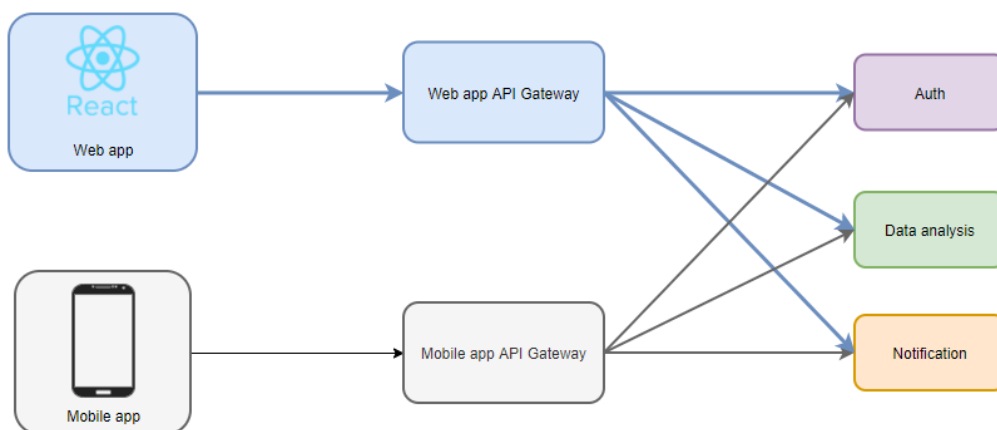 React
Web app
Web app API Gateway
Auth
Data analysis
Mobile app API Gateway
Notification
Mobile app